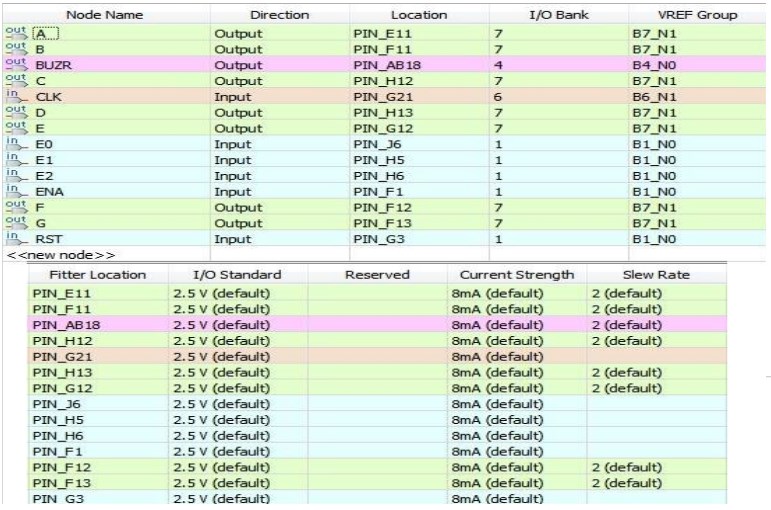 Node Name Direction Location I/O Bank VREF Group
out A Output PIN_E11 7 B7_N1
out B Output PIN_F11 7 B7_N1
out BUZR Output PIN_AB18 4 B4_N0
out C Output PIN_H12 7 B7_N1
in CLK Input PIN_G21 6 B6_N1
out D Output PIN_H13 7 B7_N1
out E Output PIN_G12 7 B7_N1
in E0 Input PIN_J6 1 B1_N0
in E1 Input PIN_H5 1 B1_N0
in E2 Input PIN_H6 1 B1_N0
in ENA Input PIN_F1 1 B1_N0
out F Output PIN_F12 7 B7_N1
out G Output PIN_F13 7 B7_N1
in RST Input PIN_G3 1 B1_N0
<<new node>>
Fitter Location I/O Standard Reserved Current Strength Slew Rate
PIN_E11 2.5 V (default) 8mA (default) 2 (default)
PIN_F11 2.5 V (default) 8mA (default) 2 (default)
PIN_AB18 2.5 V (default) 8mA (default) 2 (default)
PIN_H12 2.5 V (default) 8mA (default) 2 (default)
PIN_G21 2.5 V (default) 8mA (default)
PIN_H13 2.5 V (default) 8mA (default) 2 (default)
PIN_G12 2.5 V (default) 8mA (default) 2 (default)
PIN_J6 2.5 V (default) 8mA (default)
PIN_H5 2.5 V (default) 8mA (default)
PIN_H6 2.5 V (default) 8mA (default)
PIN_F1 2.5 V (default) 8mA (default)
PIN_F12 2.5 V (default) 8mA (default) 2 (default)
PIN_F13 2.5 V (default) 8mA (default) 2 (default)
PIN_G3 2.5 V (default) 8mA (default)